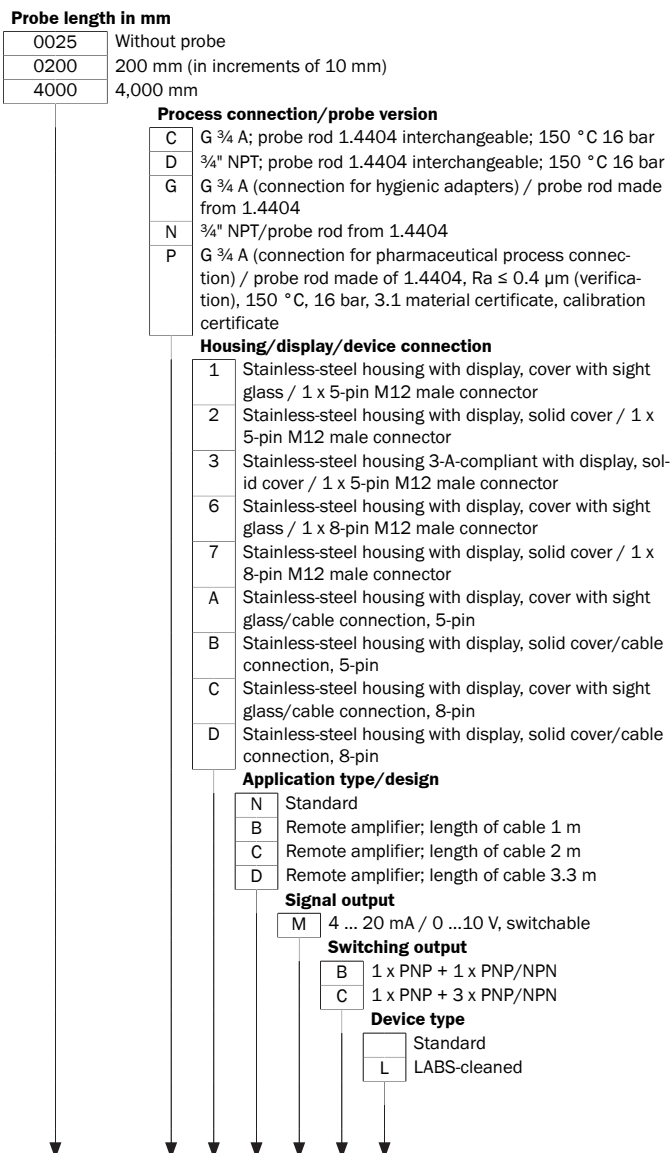 Probe length in mm
0025 Without probe
0200 200 mm (in increments of 10 mm)
4000 4,000 mm
Process connection/probe version
C G ¾ A; probe rod 1.4404 interchangeable; 150 °C 16 bar
D ¾" NPT; probe rod 1.4404 interchangeable; 150 °C 16 bar
G G ¾ A (connection for hygienic adapters) / probe rod made
from 1.4404
N ¾" NPT/probe rod from 1.4404
P G ¾ A (connection for pharmaceutical process connec-
tion) / probe rod made of 1.4404, Ra ≤ 0.4 µm (verifica-
tion), 150 °C, 16 bar, 3.1 material certificate, calibration
certificate
Housing/display/device connection
1 Stainless-steel housing with display, cover with sight
glass / 1 x 5-pin M12 male connector
2 Stainless-steel housing with display, solid cover / 1 x
5-pin M12 male connector
3 Stainless-steel housing 3-A-compliant with display, sol-
id cover / 1 x 5-pin M12 male connector
6 Stainless-steel housing with display, cover with sight
glass / 1 x 8-pin M12 male connector
7 Stainless-steel housing with display, solid cover / 1 x
8-pin M12 male connector
A Stainless-steel housing with display, cover with sight
glass/cable connection, 5-pin
B Stainless-steel housing with display, solid cover/cable
connection, 5-pin
C Stainless-steel housing with display, cover with sight
glass/cable connection, 8-pin
D Stainless-steel housing with display, solid cover/cable
connection, 8-pin
Application type/design
N Standard
B Remote amplifier; length of cable 1 m
C Remote amplifier; length of cable 2 m
D Remote amplifier; length of cable 3.3 m
Signal output
M 4 ... 20 mA / 0 ...10 V, switchable
Switching output
B 1 x PNP + 1 x PNP/NPN
C 1 x PNP + 3 x PNP/NPN
Device type
Standard
L LABS-cleaned